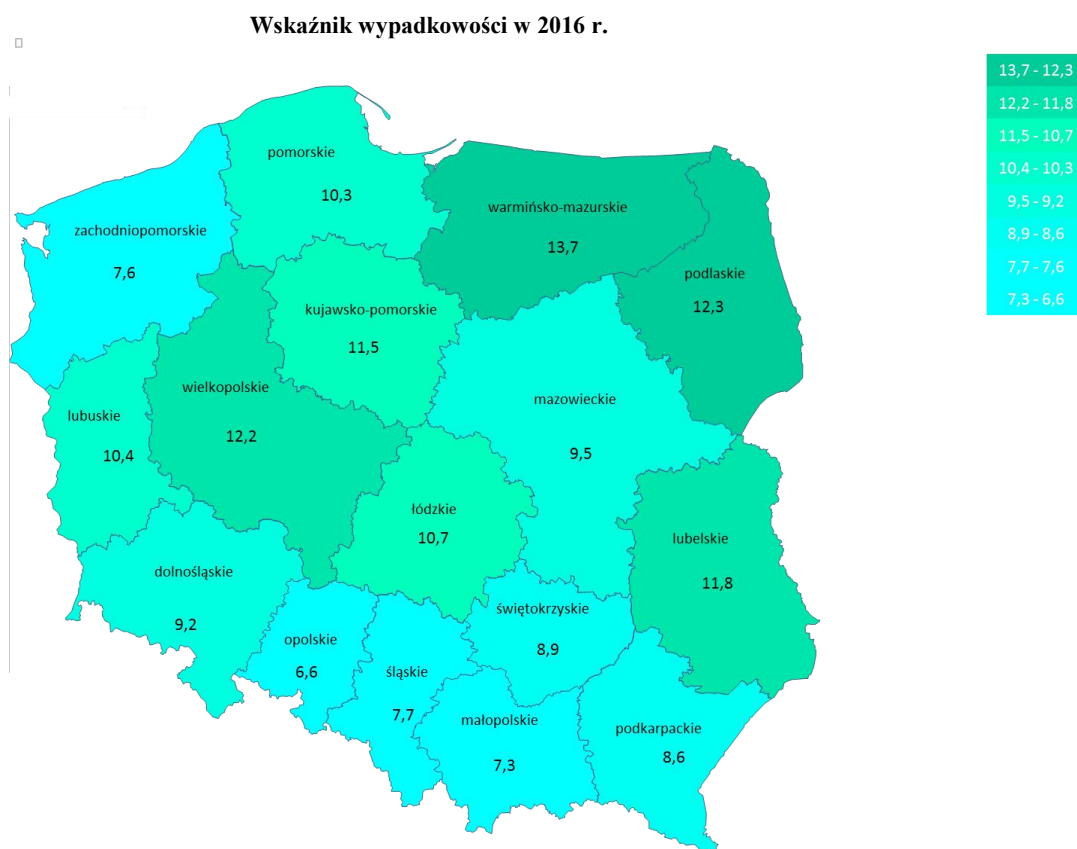 Wskaźnik wypadkowości w 2016 r.
13,7 - 12,3
12,2 - 11,8
11,5 - 10,7
10,4 - 10,3
9,5 - 9,2
8,9 - 8,6
7,7 - 7,6
7,3 - 6,6
pomorskie
10,3
warmińsko-mazurskie
13,7
zachodniopomorskie
7,6
podlaskie
12,3
kujawsko-pomorskie
11,5
wielkopolskie
12,2
mazowieckie
9,5
lubuskie
10,4
łódzkie
10,7
lubelskie
11,8
dolnośląskie
9,2
świętokrzyskie
8,9
opolskie
6,6
śląskie
7,7
małopolskie
7,3
podkarpackie
8,6